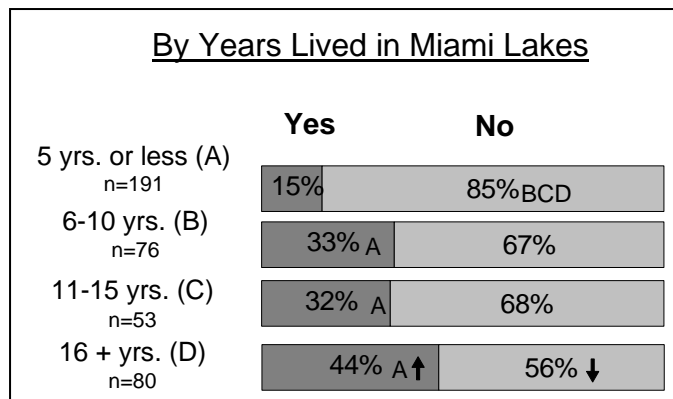 By Years Lived in Miami Lakes
Yes No
5 yrs. or less (A)
n=191
15% 85% BCD
6-10 yrs. (B)
n=76
33% A 67%
11-15 yrs. (C)
n=53
32% A 68%
16 + yrs. (D)
n=80
44% A↑ 56% ↓